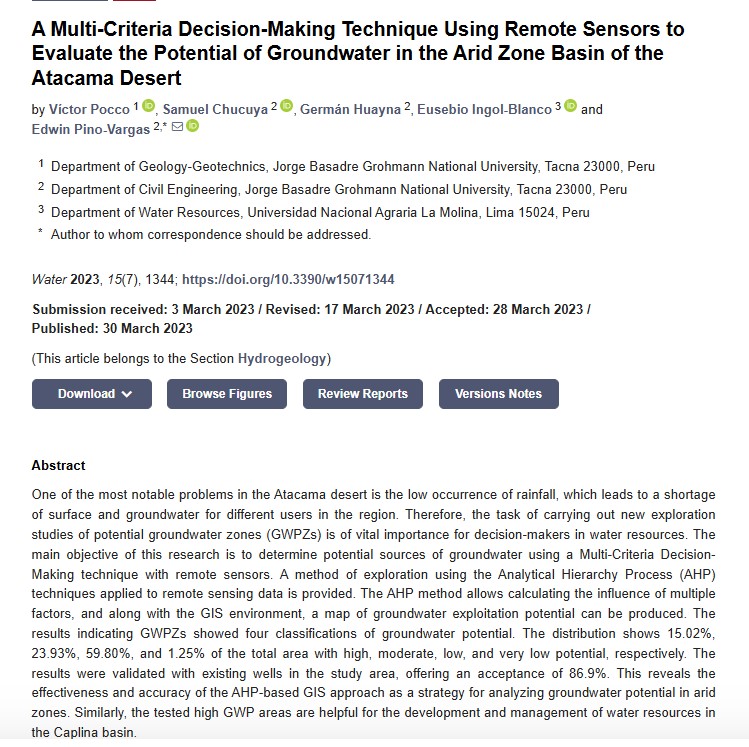 A Multi-Criteria Decision-Making Technique Using Remote Sensors to
Evaluate the Potential of Groundwater in the Arid Zone Basin of the
Atacama Desert
by Víctor Pocco 1 iD, Samuel Chucuya 2 iD, Germán Huayna 2, Eusebio Ingol-Blanco 3 iD and
Edwin Pino-Vargas 2,* iD
1 Department of Geology-Geotechnics, Jorge Basadre Grohmann National University, Tacna 23000, Peru
2 Department of Civil Engineering, Jorge Basadre Grohmann National University, Tacna 23000, Peru
3 Department of Water Resources, Universidad Nacional Agraria La Molina, Lima 15024, Peru
* Author to whom correspondence should be addressed.
Water 2023, 15(7), 1344; https://doi.org/10.3390/w15071344
Submission received: 3 March 2023 / Revised: 17 March 2023 / Accepted: 28 March 2023 /
Published: 30 March 2023
(This article belongs to the Section Hydrogeology)
Download Browse Figures Review Reports Versions Notes
Abstract
One of the most notable problems in the Atacama desert is the low occurrence of rainfall, which leads to a shortage
of surface and groundwater for different users in the region. Therefore, the task of carrying out new exploration
studies of potential groundwater zones (GWPZs) is of vital importance for decision-makers in water resources. The
main objective of this research is to determine potential sources of groundwater using a Multi-Criteria Decision-
Making technique with remote sensors. A method of exploration using the Analytical Hierarchy Process (AHP)
techniques applied to remote sensing data is provided. The AHP method allows calculating the influence of multiple
factors, and along with the GIS environment, a map of groundwater exploitation potential can be produced. The
results indicating GWPZs showed four classifications of groundwater potential. The distribution shows 15.02%,
23.93%, 59.80%, and 1.25% of the total area with high, moderate, low, and very low potential, respectively. The
results were validated with existing wells in the study area, offering an acceptance of 86.9%. This reveals the
effectiveness and accuracy of the AHP-based GIS approach as a strategy for analyzing groundwater potential in arid
zones. Similarly, the tested high GWP areas are helpful for the development and management of water resources in
the Caplina basin.